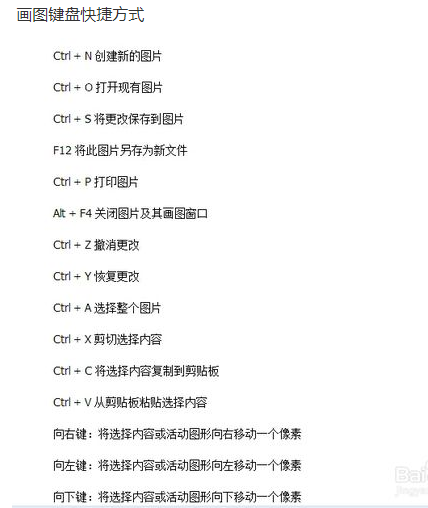 画图键盘快捷方式
Ctrl + N 创建新的图片
Ctrl + O 打开现有图片
Ctrl + S 将更改保存到图片
F12 将此图片另存为新文件
Ctrl + P 打印图片
Alt + F4 关闭图片及其画图窗口
Ctrl + Z 撤消更改
Ctrl + Y 恢复更改
Ctrl + A 选择整个图片
Ctrl + X 剪切选择内容
Ctrl + C 将选择内容复制到剪贴板
Ctrl + V 从剪贴板粘贴选择内容
向右键：将选择内容或活动图形向右移动一个像素
向左键：将选择内容或活动图形向左移动一个像素
Bai
jingya
向下键：将选择内容或活动图形向下移动一个像素